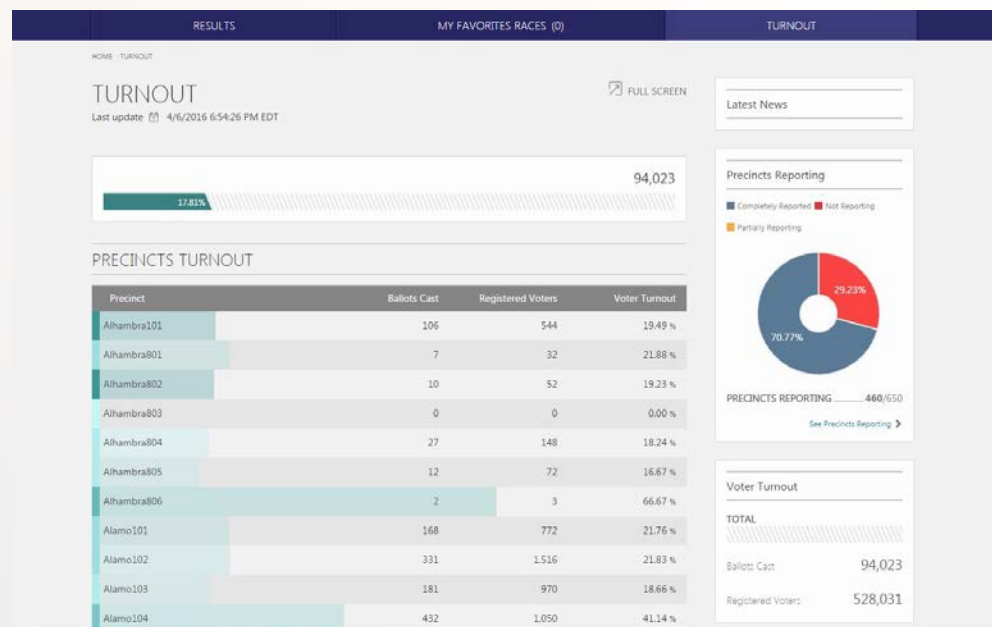 RESULTS MY FAVORITES RACES (0) TURNOUT
HOME TURNOUT
TURNOUT
Last update 4/6/2016 6:54:26 PM EDT
FULL SCREEN
94,023
17.81%
PRECINCTS TURNOUT
Precinct Ballots Cast Registered Voters Voter Turnout
Alhambra101 106 544 19.49 %
Alhambra801 7 32 21.88 %
Alhambra802 10 52 19.23 %
Alhambra803 0 0 0.00 %
Alhambra804 27 148 18.24 %
Alhambra805 12 72 16.67 %
Alhambra806 2 3 66.67 %
Alamo101 168 772 21.76 %
Alamo102 331 1,516 21.83 %
Alamo103 181 970 18.66 %
Alamo104 432 1,050 41.14 %
Latest News
Precincts Reporting
Completely Reported Not Reporting
Partially Reporting
29.23%
70.77%
PRECINCTS REPORTING 460/650
See Precincts Reporting
Voter Turnout
TOTAL
Ballots Cast 94,023
Registered Voters 528,031